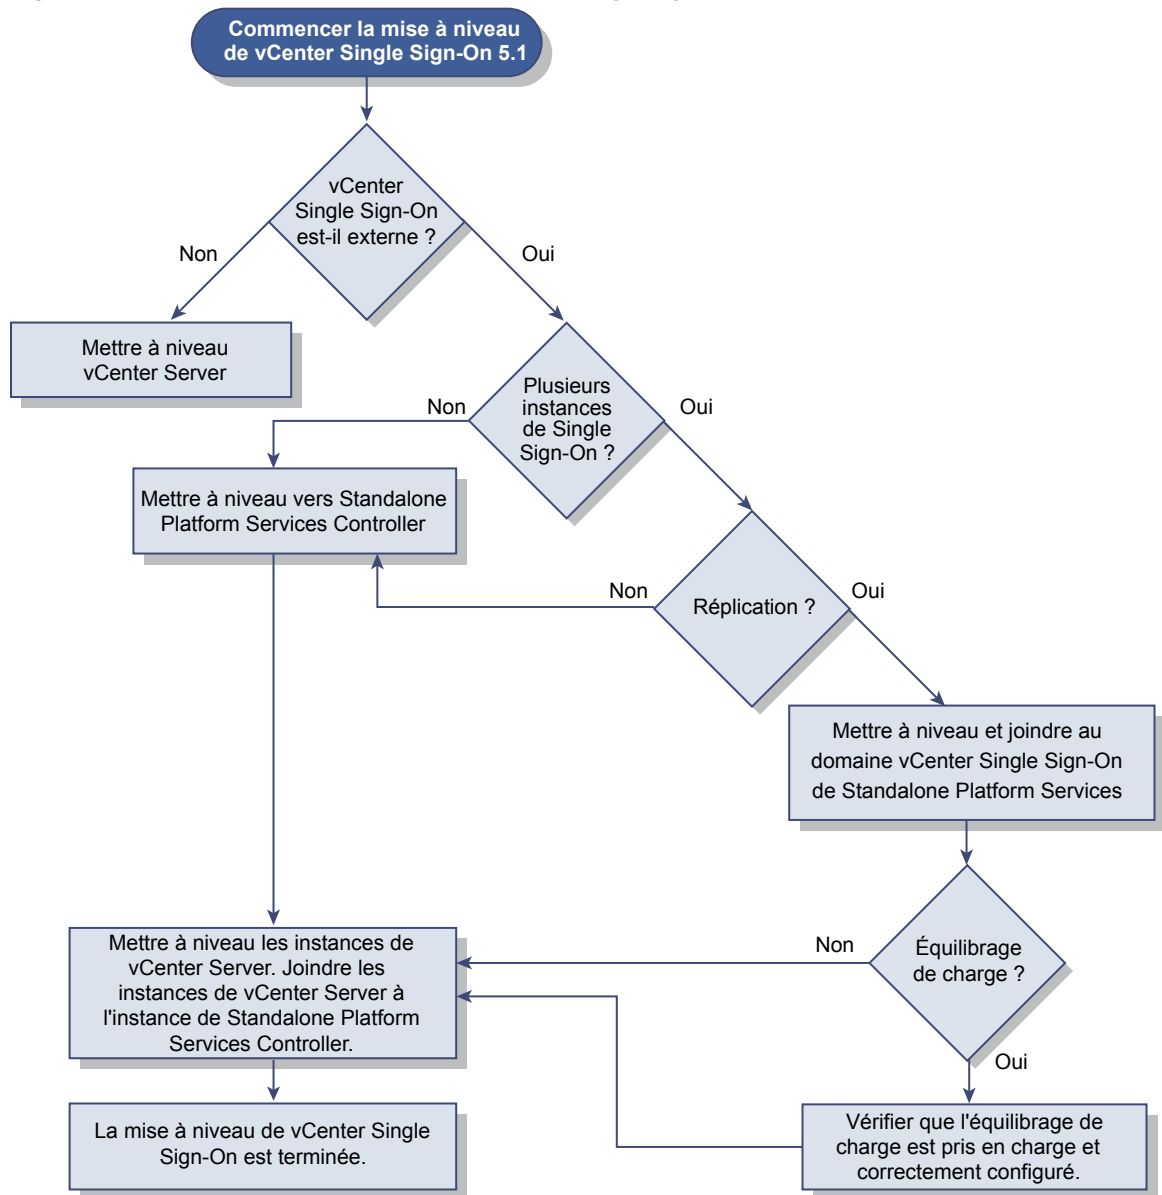 Commencer la mise à niveau
de vCenter Single Sign-On 5.1
vCenter
Single Sign-On
est-il externe ?
Non
Oui
Mettre à niveau
vCenter Server
Plusieurs
instances
de Single
Sign-On ?
Non
Oui
Mettre à niveau vers Standalone
Platform Services Controller
Réplication ?
Non
Oui
Mettre à niveau et joindre au
domaine vCenter Single Sign-On
de Standalone Platform Services
Équilibrage
de charge ?
Non
Oui
Mettre à niveau les instances de
vCenter Server. Joindre les
instances de vCenter Server à
l'instance de Standalone Platform
Services Controller.
Vérifier que l'équilibrage de
charge est pris en charge et
correctement configuré.
La mise à niveau de vCenter Single
Sign-On est terminée.